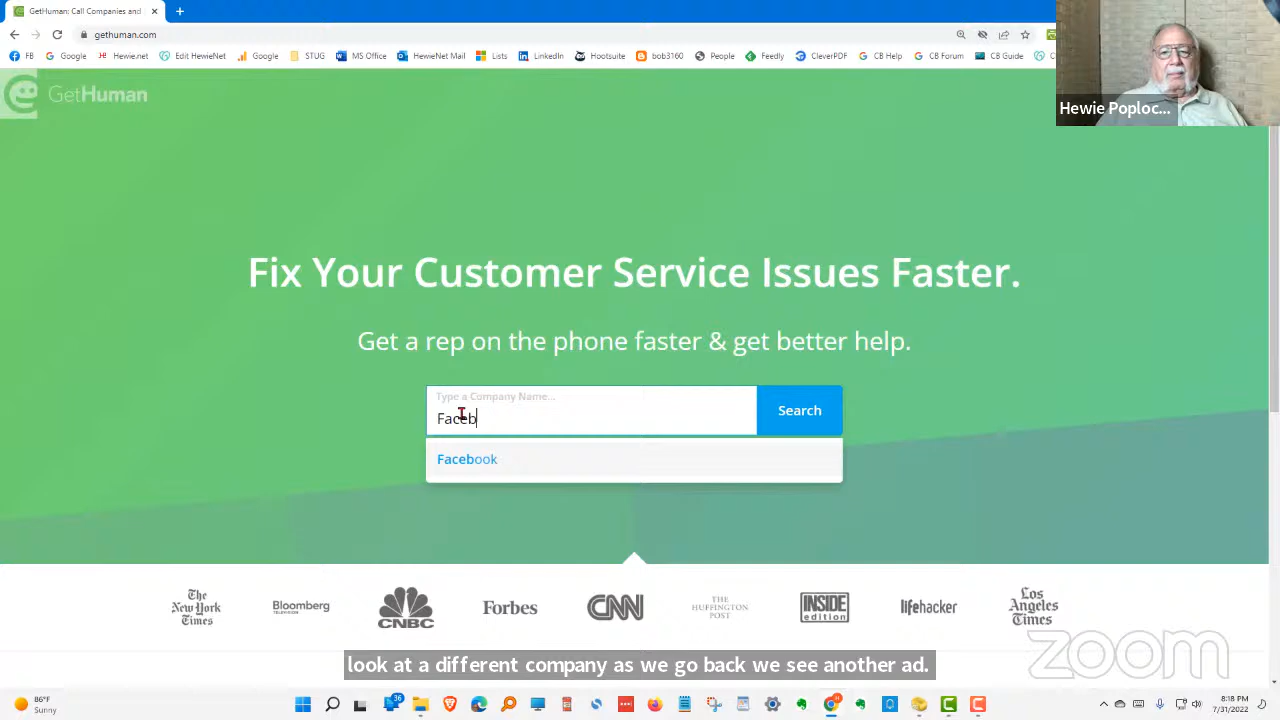 GetHuman: Call Companies and
gethuman.com
FB
Google
Hewie.net
Edit HewieNet
Google
STUG
MS Office
HewieNet Mail
Lists
LinkedIn
Hootsuite
bob3160
People
Feedly
CleverPDF
CB Help
CB Forum
CB Guide
Hewie Poploc...
GetHuman
Fix Your Customer Service Issues Faster.
Get a rep on the phone faster & get better help.
Type a Company Name...
Faceb
Search
Facebook
The
New York
Times
Bloomberg
TELEVISION
CNBC
Forbes
CNN
THE
HUFFINGTON
POST
INSIDE
edition
lifehacker
Los
Angeles
Times
zoom
look at a different company as we go back we see another ad.
86°F
Sunny
36
8:18 PM
7/31/2022